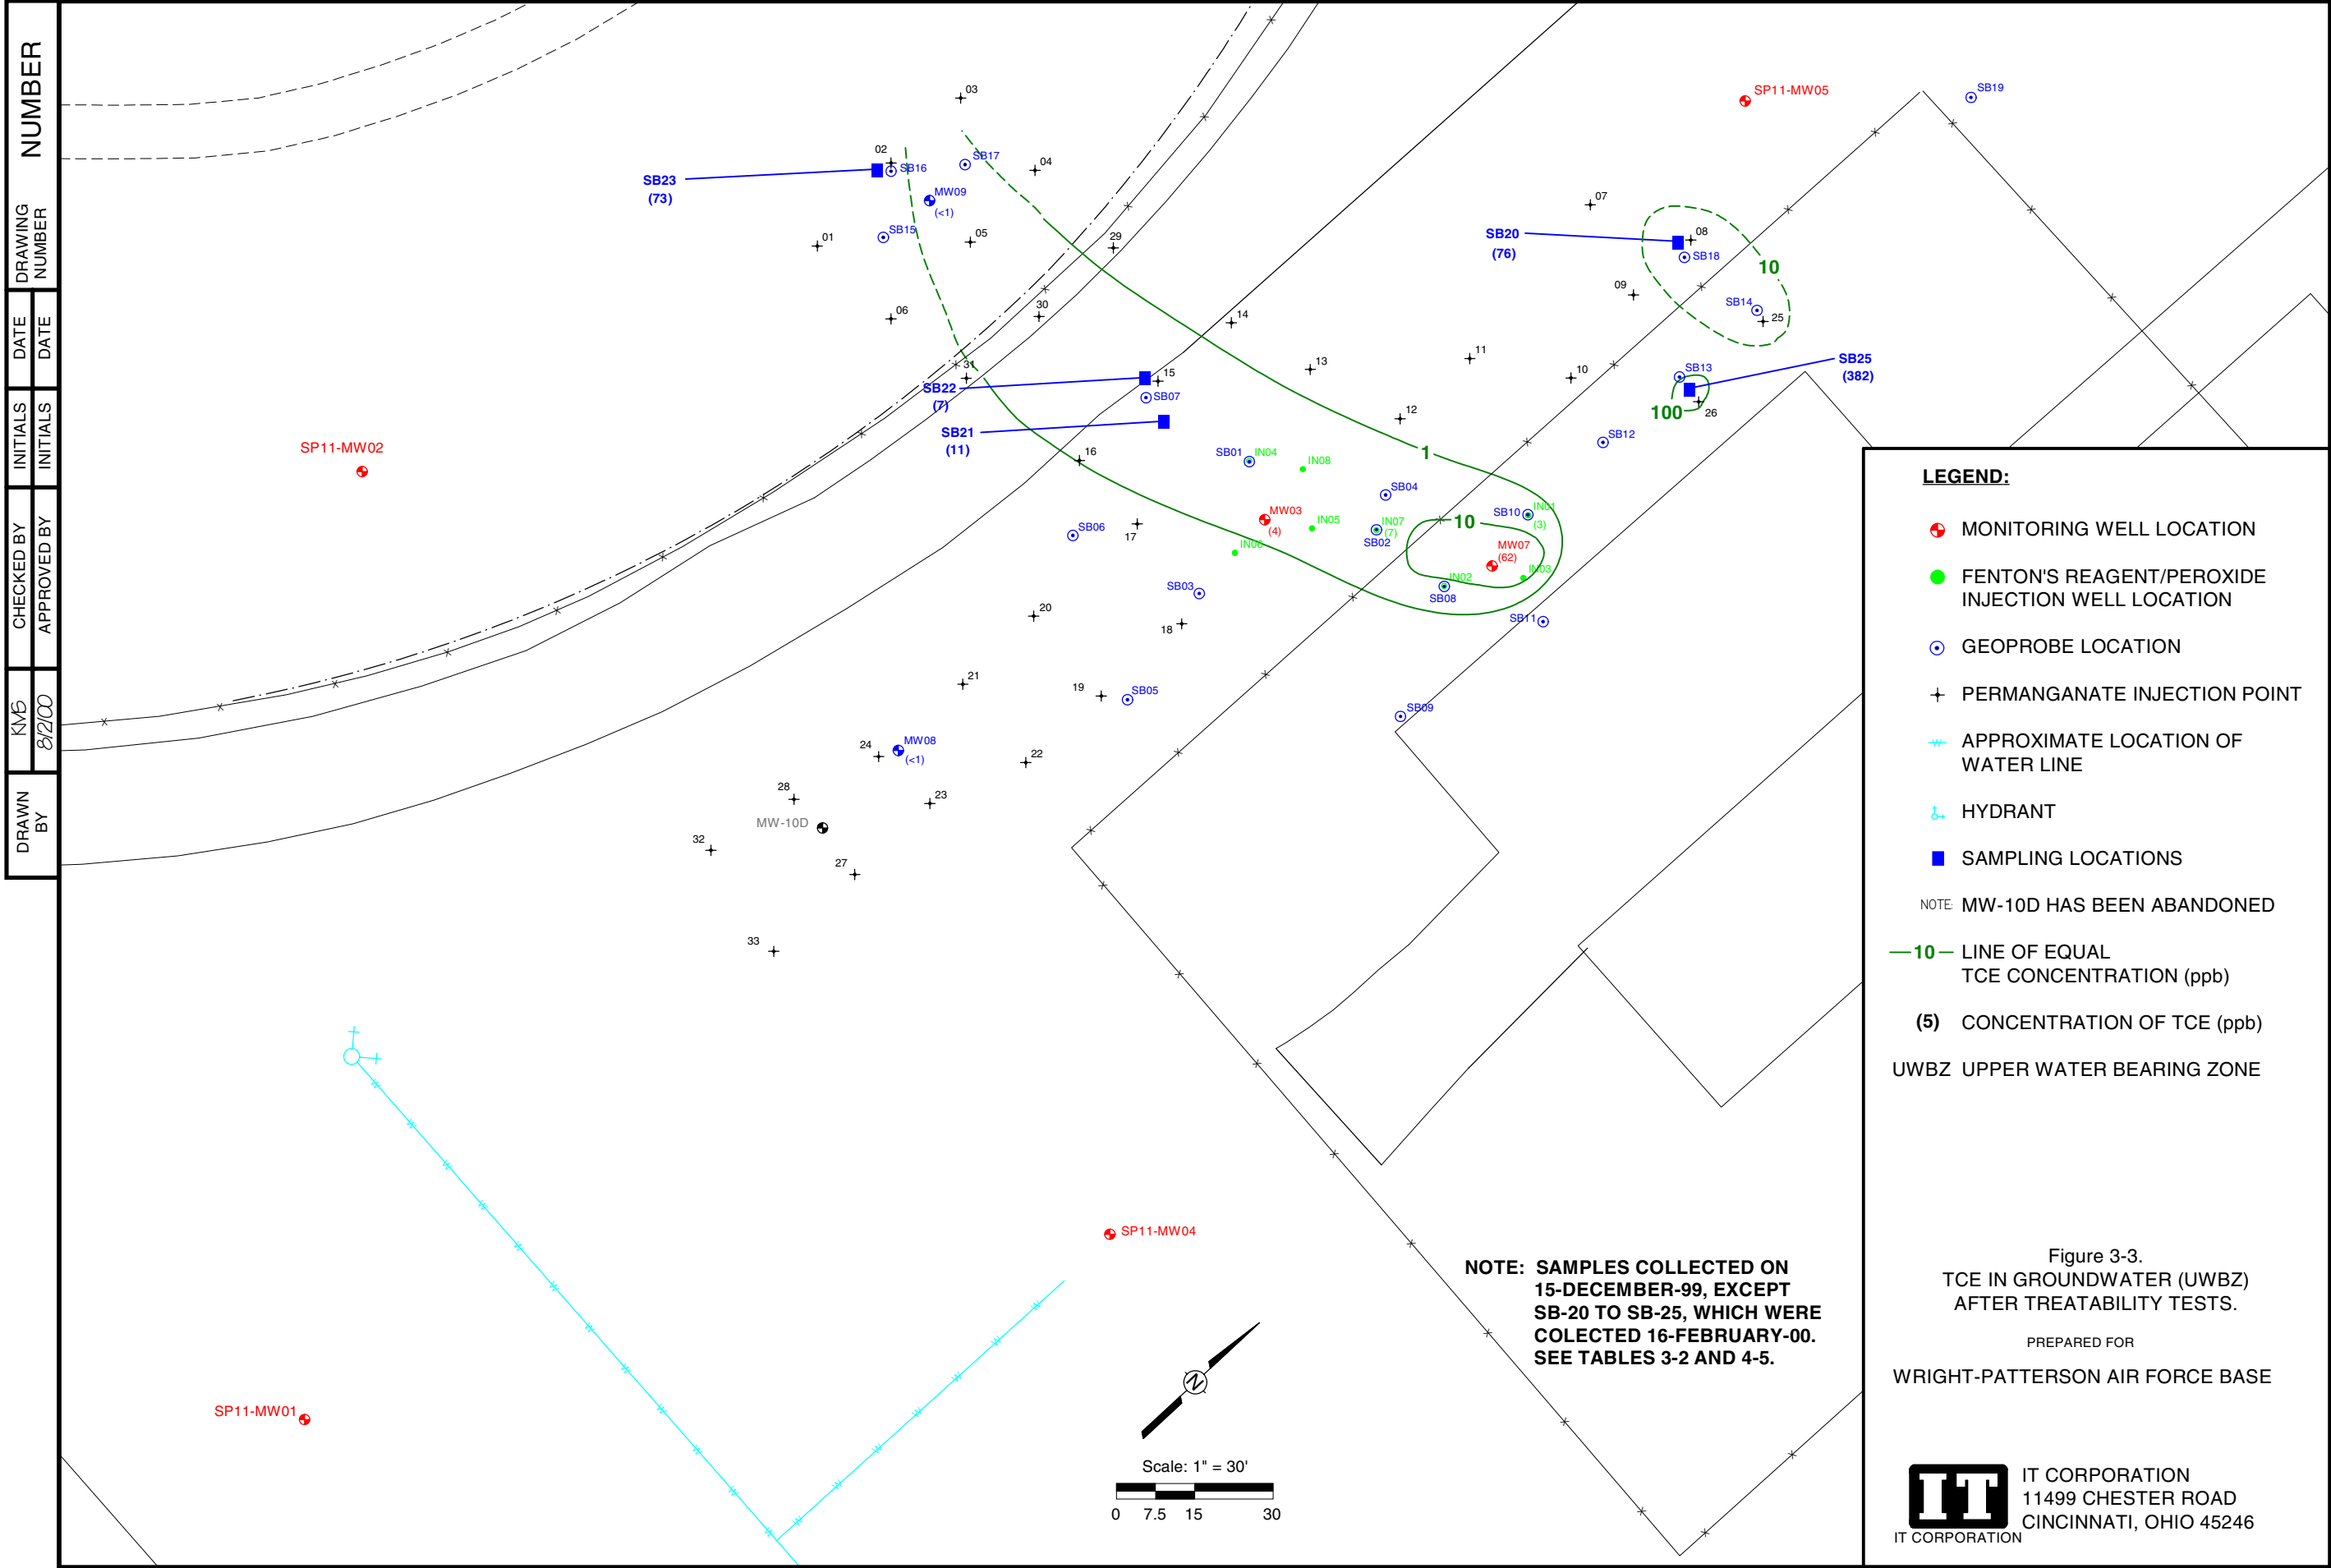 DRAWING NUMBER
NUMBER
DATE
DATE
INITIALS
INITIALS
CHECKED BY
APPROVED BY
KMS
8/2/00
DRAWN BY
03
02
SB16
SB17
04
SB23
(73)
MW09
(<1)
01
SB15
05
29
06
30
31
SP11-MW05
SB19
07
SB20
(76)
08
SB18
10
09
SB14
25
14
13
11
10
SB13
SB25
(382)
100
26
SB22
(7)
15
SB07
SB21
(11)
12
1
SB12
SP11-MW02
16
SB01
IN04
IN08
SB04
SB06
17
MW03
(4)
IN05
IN07
(7)
SB02
IN06
10
SB10
IN01
(3)
MW07
(62)
IN03
IN02
SB08
SB03
SB11
20
18
21
19
SB05
SB09
24
MW08
(<1)
22
28
23
MW-10D
32
27
33
SP11-MW04
SP11-MW01
NOTE: SAMPLES COLLECTED ON
15-DECEMBER-99, EXCEPT
SB-20 TO SB-25, WHICH WERE
COLECTED 16-FEBRUARY-00.
SEE TABLES 3-2 AND 4-5.
N
Scale: 1" = 30'
0 7.5 15 30
LEGEND:
MONITORING WELL LOCATION
FENTON'S REAGENT/PEROXIDE
INJECTION WELL LOCATION
GEOPROBE LOCATION
PERMANGANATE INJECTION POINT
APPROXIMATE LOCATION OF
WATER LINE
HYDRANT
SAMPLING LOCATIONS
NOTE: MW-10D HAS BEEN ABANDONED
10 LINE OF EQUAL
TCE CONCENTRATION (ppb)
(5) CONCENTRATION OF TCE (ppb)
UWBZ UPPER WATER BEARING ZONE
Figure 3-3.
TCE IN GROUNDWATER (UWBZ)
AFTER TREATABILITY TESTS.
PREPARED FOR
WRIGHT-PATTERSON AIR FORCE BASE
IT
IT CORPORATION
IT CORPORATION
11499 CHESTER ROAD
CINCINNATI, OHIO 45246